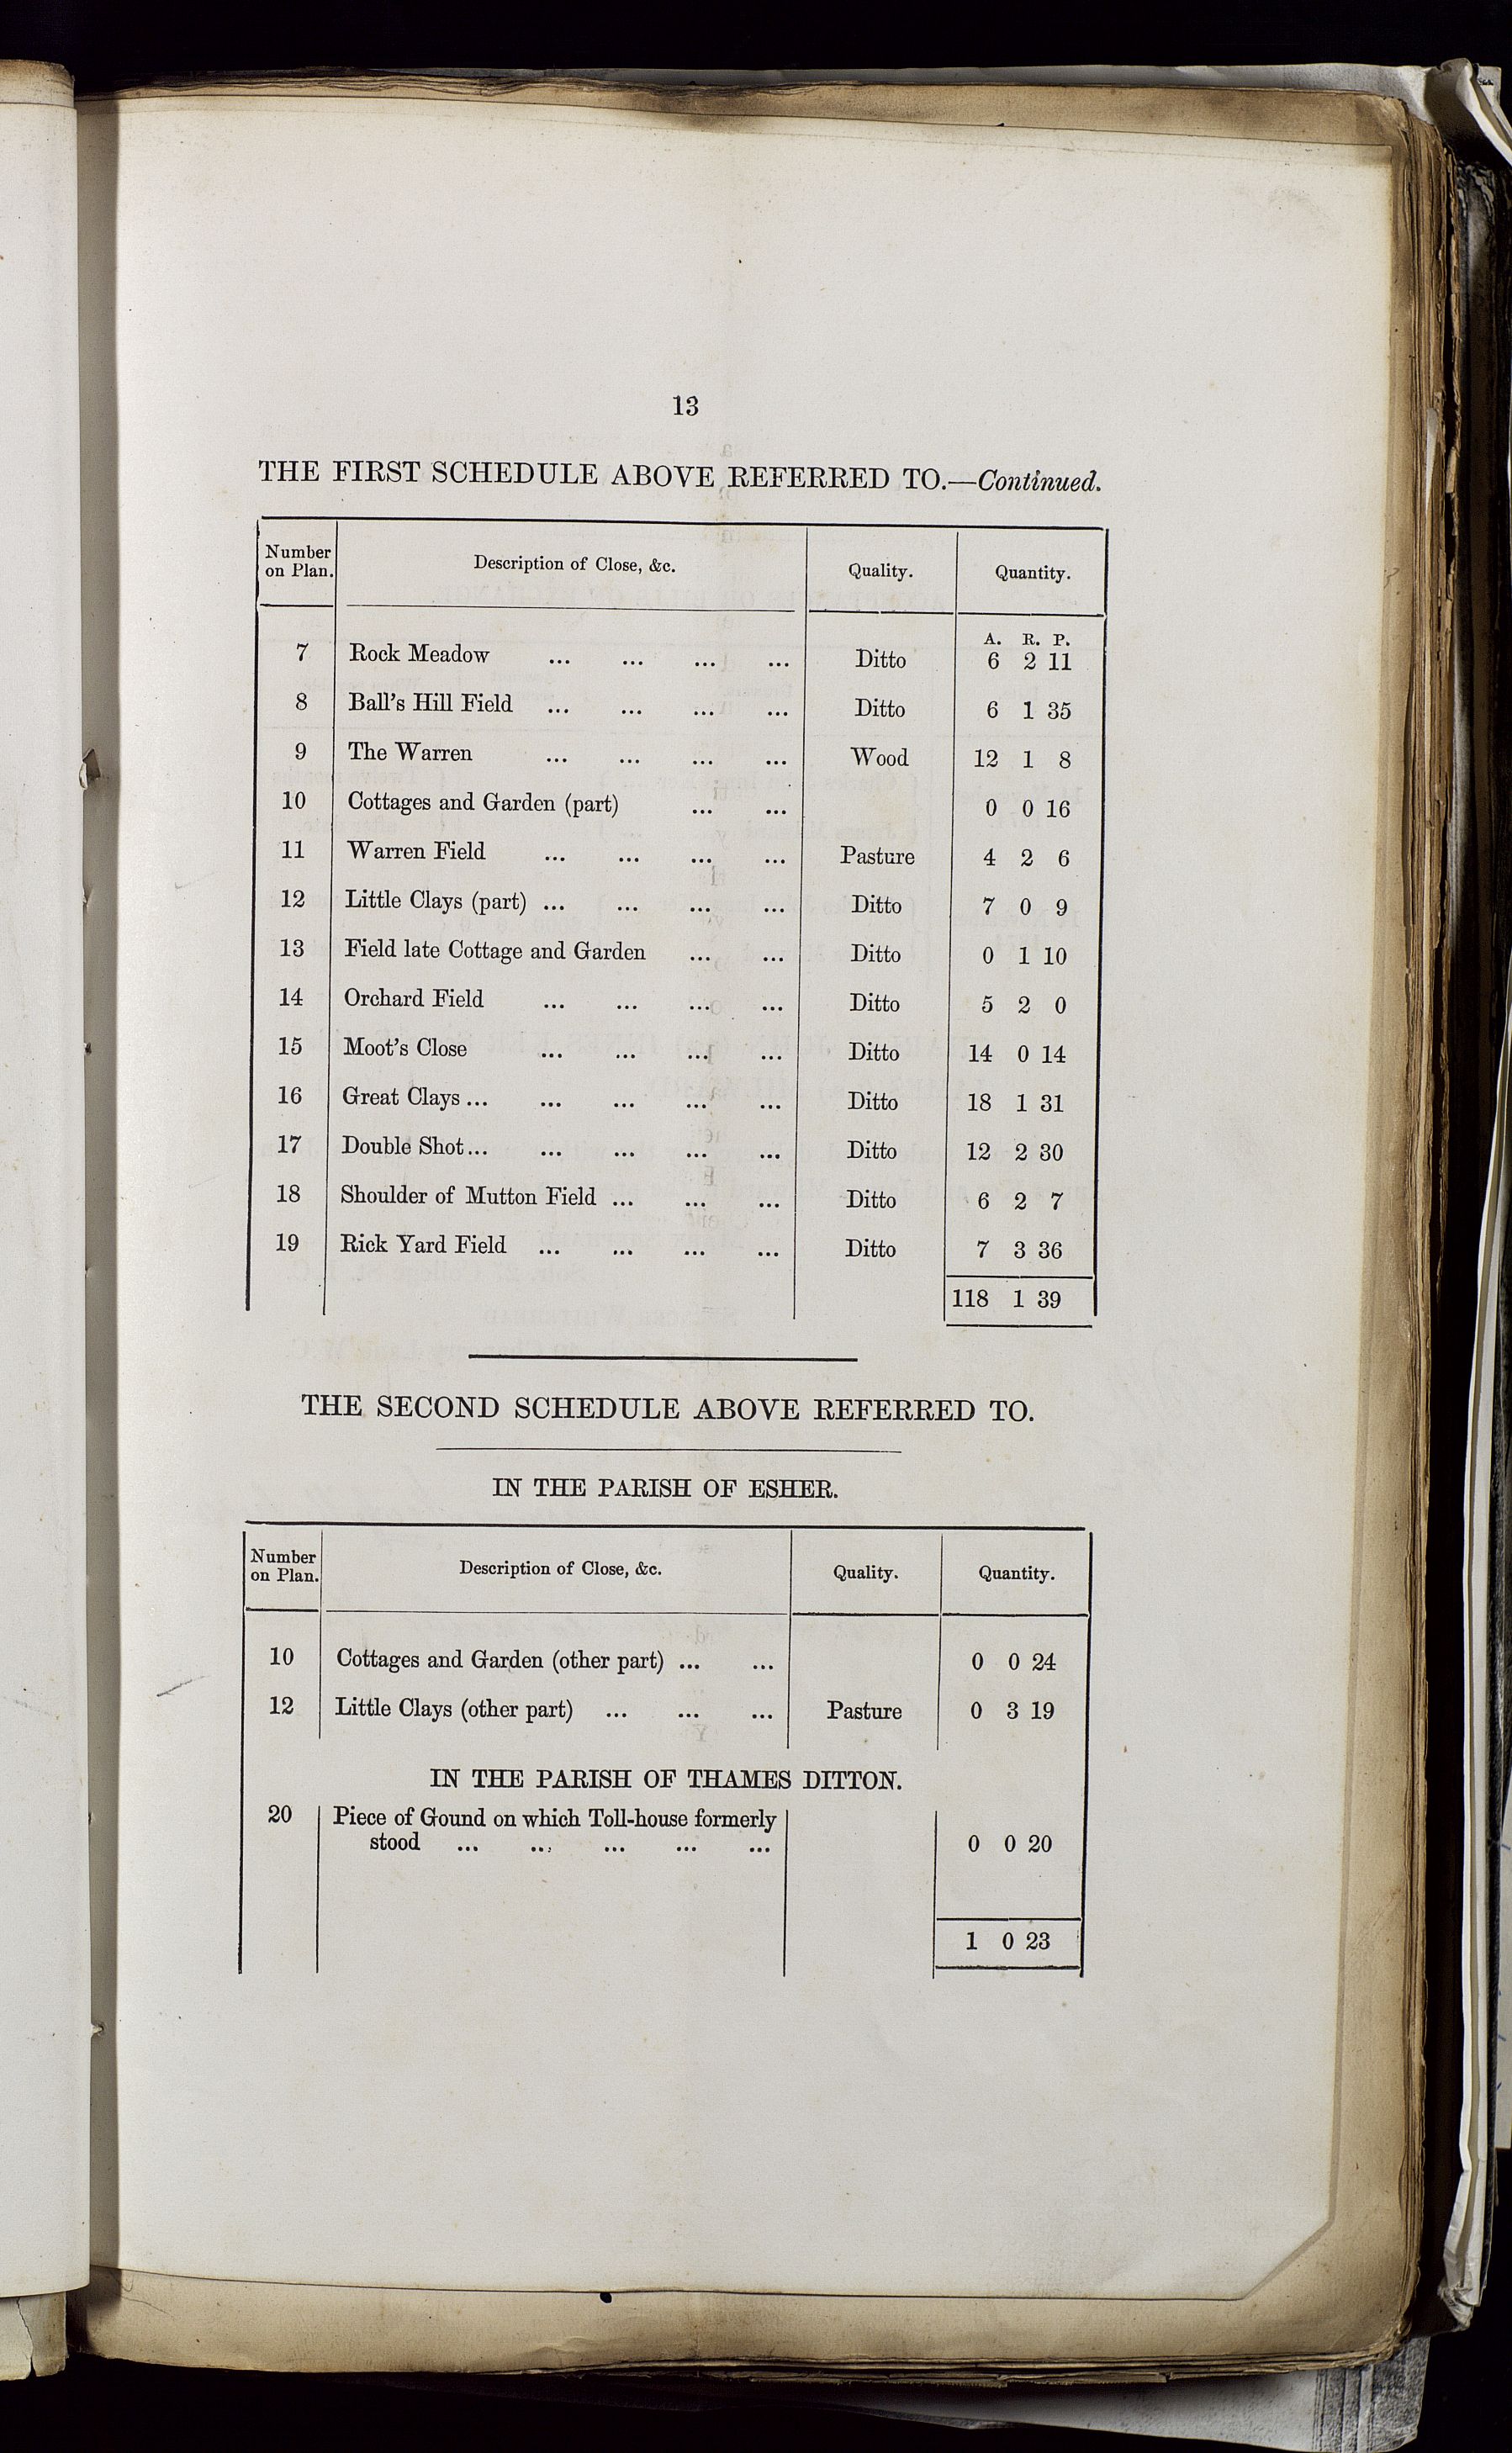 13
THE FIRST SCHEDULE ABOVE REFERRED TO.—Continued.
Number on Plan. Description of Close, &c. Quality. Quantity.
A. R. P.
7 Rock Meadow ... ... ... ... Ditto 6 2 11
8 Ball's Hill Field ... ... ... ... Ditto 6 1 35
9 The Warren ... ... ... ... Wood 12 1 8
10 Cottages and Garden (part) ... ... 0 0 16
11 Warren Field ... ... ... ... Pasture 4 2 6
12 Little Clays (part) ... ... ... ... Ditto 7 0 9
13 Field late Cottage and Garden ... ... Ditto 0 1 10
14 Orchard Field ... ... ... ... Ditto 5 2 0
15 Moot's Close ... ... ... ... Ditto 14 0 14
16 Great Clays ... ... ... ... ... Ditto 18 1 31
17 Double Shot ... ... ... ... ... Ditto 12 2 30
18 Shoulder of Mutton Field ... ... ... Ditto 6 2 7
19 Rick Yard Field ... ... ... ... Ditto 7 3 36
118 1 39
THE SECOND SCHEDULE ABOVE REFERRED TO.
IN THE PARISH OF ESHER.
Number on Plan. Description of Close, &c. Quality. Quantity.
10 Cottages and Garden (other part) ... ... 0 0 24
12 Little Clays (other part) ... ... ... Pasture 0 3 19
IN THE PARISH OF THAMES DITTON.
20 Piece of Gound on which Toll-house formerly
stood ... ... ... ... ... 0 0 20
1 0 23